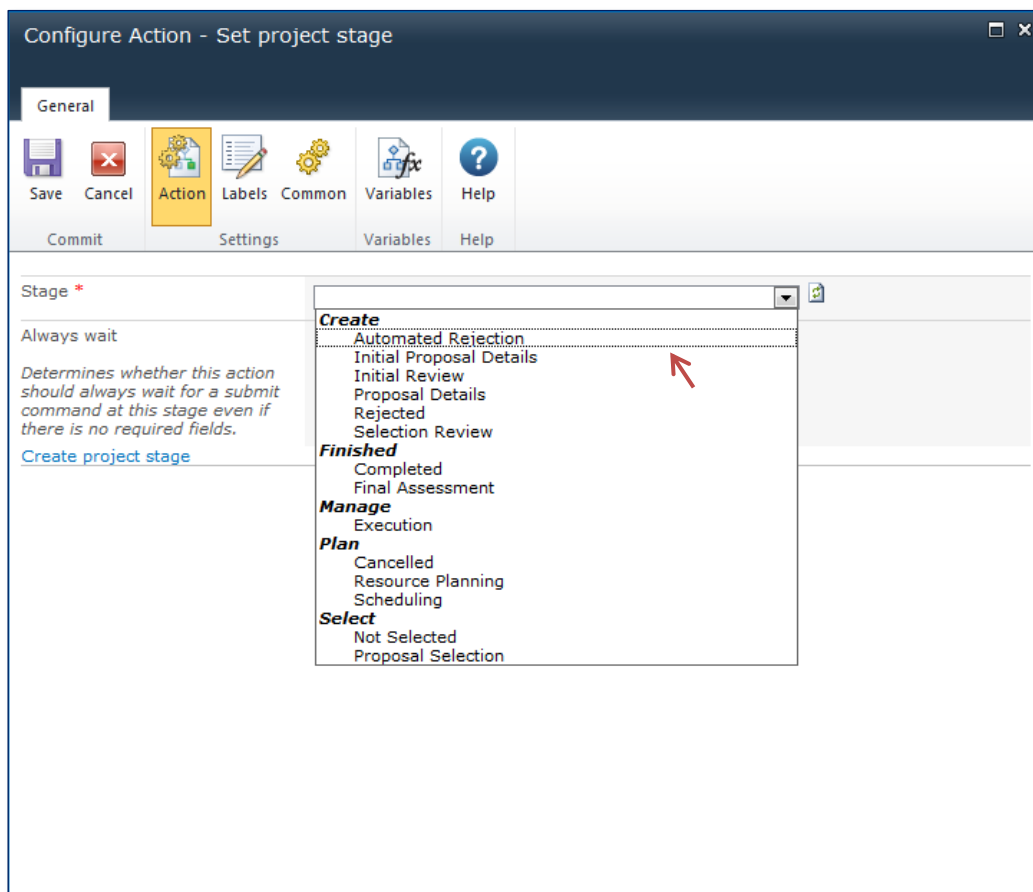 Configure Action - Set project stage
General
Save Cancel Action Labels Common Variables Help
Commit Settings Variables Help
Stage *
Create
Automated Rejection
Always wait
Initial Proposal Details
Initial Review
Determines whether this action
should always wait for a submit
command at this stage even if
there is no required fields.
Proposal Details
Rejected
Selection Review
Finished
Create project stage
Completed
Final Assessment
Manage
Execution
Plan
Cancelled
Resource Planning
Scheduling
Select
Not Selected
Proposal Selection